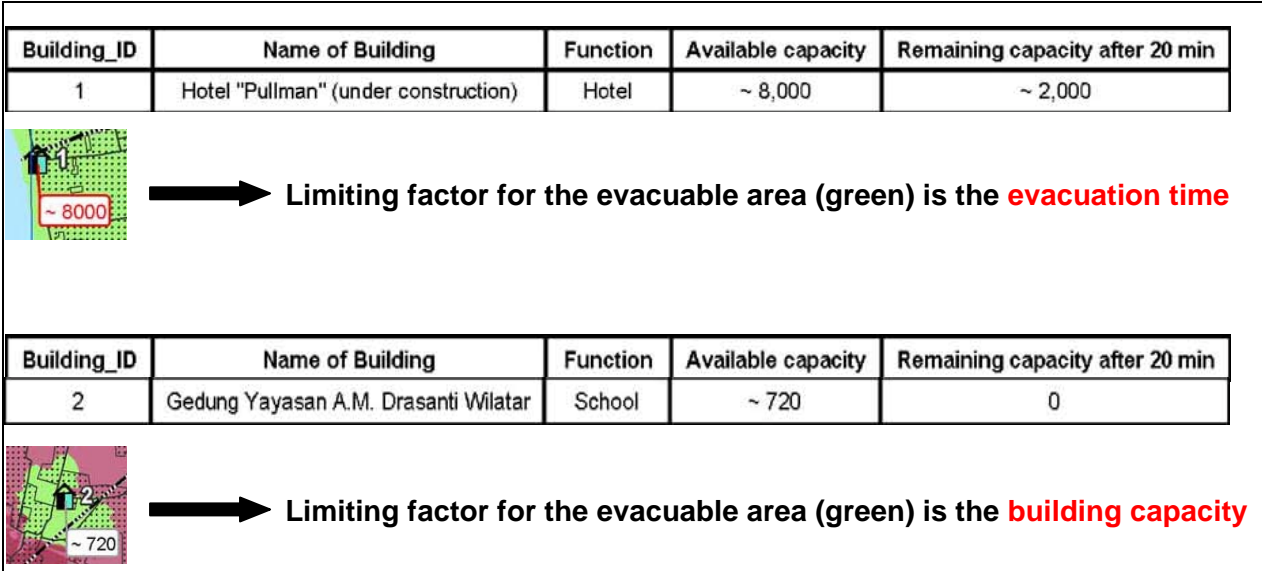 Building_ID Name of Building Function Available capacity Remaining capacity after 20 min
1 Hotel "Pullman" (under construction) Hotel ~ 8,000 ~ 2,000
1
~ 8000
Limiting factor for the evacuable area (green) is the evacuation time
Building_ID Name of Building Function Available capacity Remaining capacity after 20 min
2 Gedung Yayasan A.M. Drasanti Wilatar School ~ 720 0
2
~ 720
Limiting factor for the evacuable area (green) is the building capacity